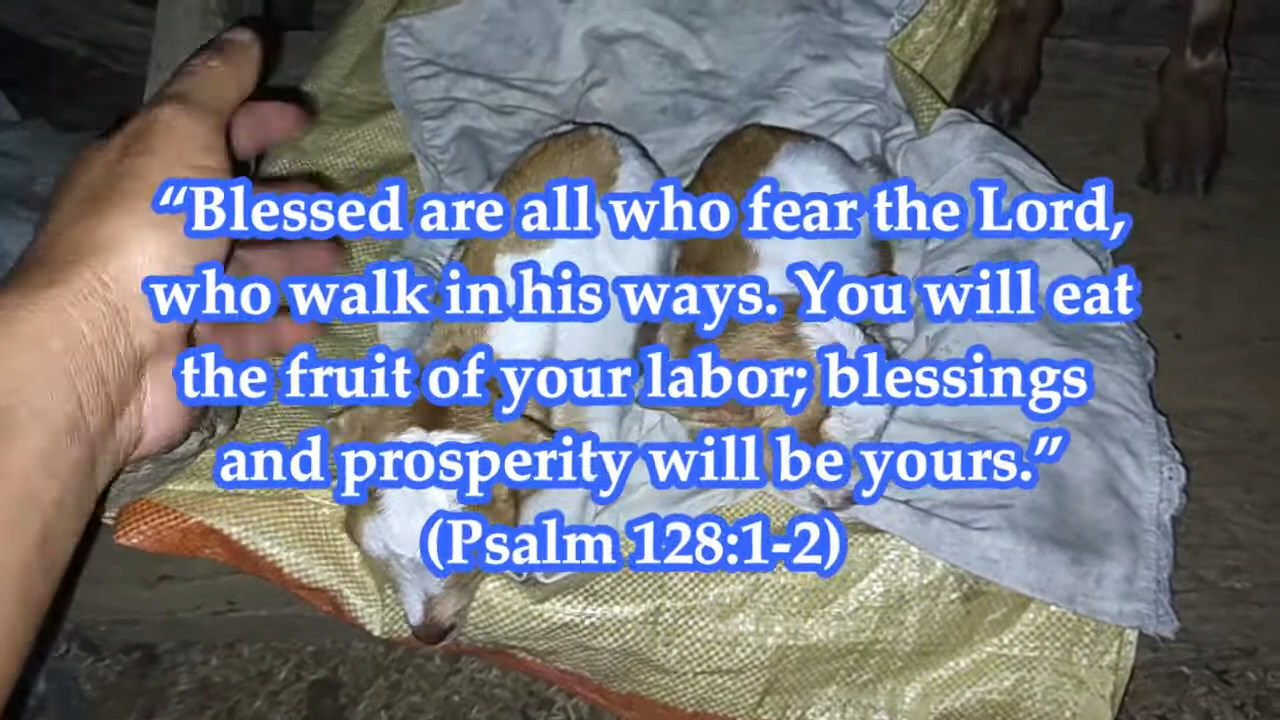 “Blessed are all who fear the Lord,
who walk in his ways. You will eat
the fruit of your labor; blessings
and prosperity will be yours.”
(Psalm 128:1-2)